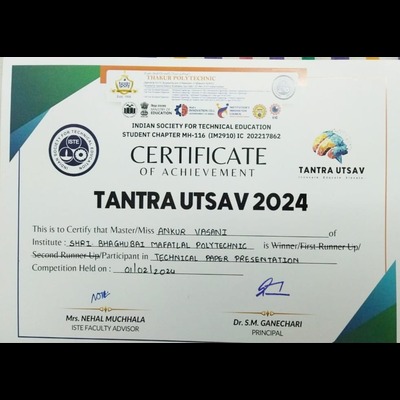 THAKUR POLYTECHNIC
INDIAN SOCIETY FOR TECHNICAL EDUCATION
STUDENT CHAPTER MH-116 (IM2910) IC 202217862
ISTE
CERTIFICATE
OF ACHIEVEMENT
TANTRA UTSAV
TANTRA UTSAV 2024
This is to Certify that Master/Miss ANKUR VASANI of
Institute : SHRI BHAGHUBAI MAFATLAL POLYTECHNIC is Winner/First Runner Up/
Second Runner Up/Participant in TECHNICAL PAPER PRESENTATION
Competition Held on : 01/02/2024
Mrs. NEHAL MUCHHALA
ISTE FACULTY ADVISOR
Dr. S.M. GANECHARI
PRINCIPAL